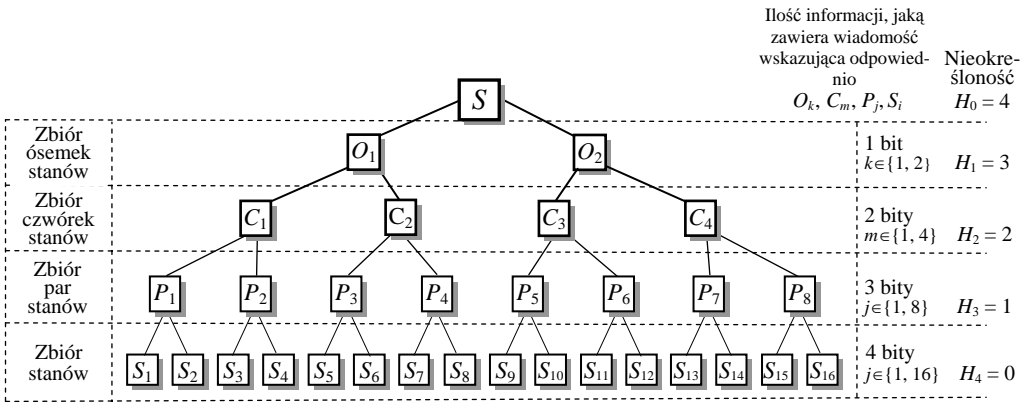 Ilość informacji, jaką
zawiera wiadomość
wskazująca odpowied-
nio
O_k, C_m, P_j, S_i
Nieokre-
śloność
H_0 = 4
S
Zbiór
ósemek
stanów
O_1 O_2
1 bit
k∈{1, 2}
H_1 = 3
Zbiór
czwórek
stanów
C_1 C_2 C_3 C_4
2 bity
m∈{1, 4}
H_2 = 2
Zbiór
par
stanów
P_1 P_2 P_3 P_4 P_5 P_6 P_7 P_8
3 bity
j∈{1, 8}
H_3 = 1
Zbiór
stanów
S_1 S_2 S_3 S_4 S_5 S_6 S_7 S_8 S_9 S_10 S_11 S_12 S_13 S_14 S_15 S_16
4 bity
j∈{1, 16}
H_4 = 0